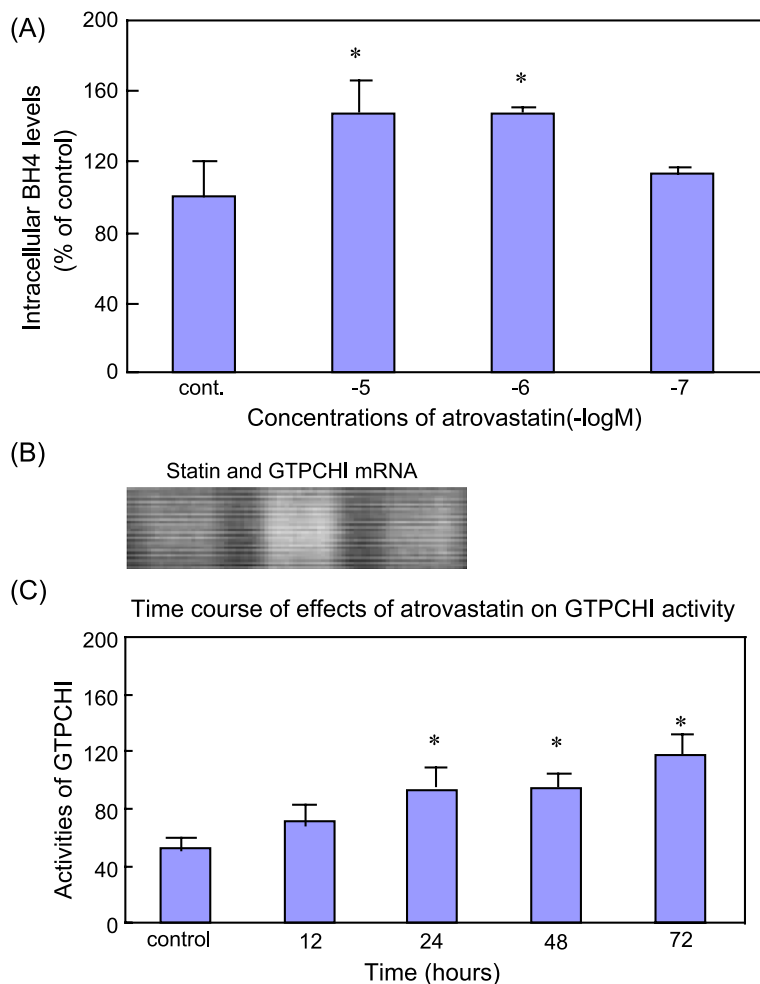 (A)
200
160
120
80
40
0
Intracellular BH4 levels
(% of control)
*
*
cont.
-5
-6
-7
Concentrations of atrovastatin(-logM)
(B)
Statin and GTPCHI mRNA
(C)
Time course of effects of atrovastatin on GTPCHI activity
200
160
120
80
40
0
Activities of GTPCHI
*
*
*
control
12
24
48
72
Time (hours)